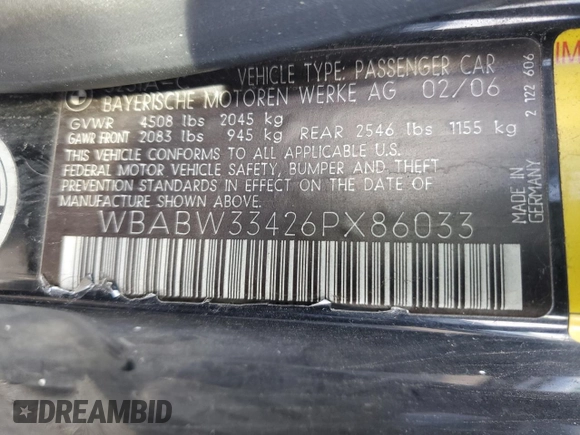 VEHICLE TYPE: PASSENGER CAR
BAYERISCHE MOTOREN WERKE AG 02/06
GVWR 4508 lbs 2045 kg
GAWR FRONT 2083 lbs 945 kg REAR 2546 lbs 1155 kg
THIS VEHICLE CONFORMS TO ALL APPLICABLE U.S.
FEDERAL MOTOR VEHICLE SAFETY, BUMPER AND THEFT
PREVENTION STANDARDS IN EFFECT ON THE DATE OF
MANUFACTURE SHOWN ABOVE.
WBABW33426PX86033
MADE IN
GERMANY
2 122 606
IM
DREAMBID